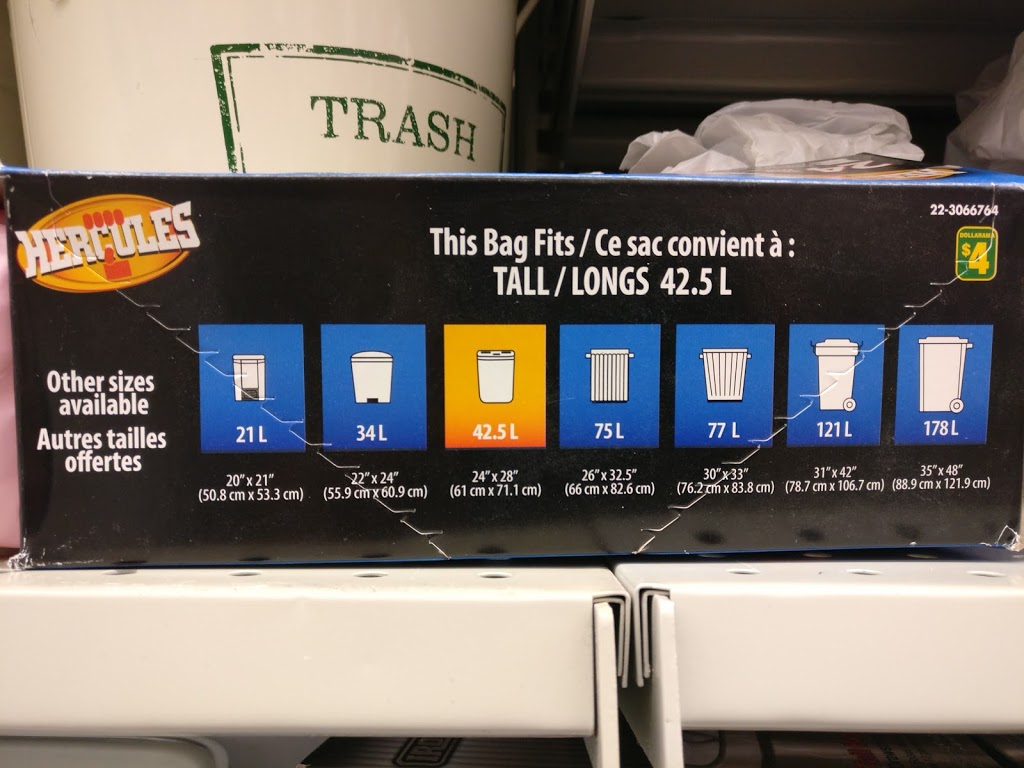 TRASH
HERCULES
22-3066764
DOLLARAMA
$4
This Bag Fits / Ce sac convient à :
TALL / LONGS 42.5 L
Other sizes
available
Autres tailles
offertes
21 L
34 L
42.5 L
75 L
77 L
121 L
178 L
20" x 21"
(50.8 cm x 53.3 cm)
22" x 24"
(55.9 cm x 60.9 cm)
24" x 28"
(61 cm x 71.1 cm)
26" x 32.5"
(66 cm x 82.6 cm)
30" x 33"
(76.2 cm x 83.8 cm)
31" x 42"
(78.7 cm x 106.7 cm)
35" x 48"
(88.9 cm x 121.9 cm)